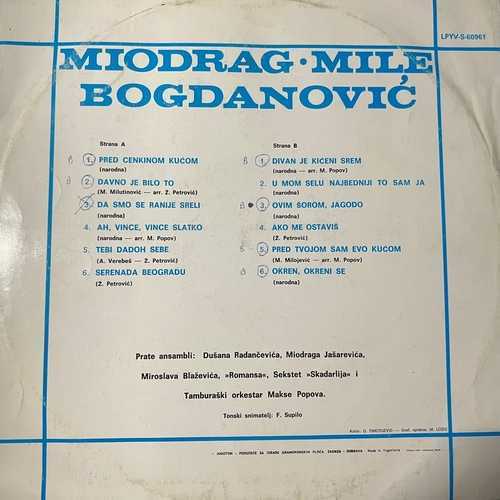 LPYV-S-60961
MIODRAG • MILE
BOGDANOVIĆ
Strana A
1. PRED CENKINOM KUĆOM
(narodna)
2. DAVNO JE BILO TO
(M. Milutinović — arr. Ž. Petrović)
3. DA SMO SE RANIJE SRELI
(narodna)
4. AH, VINCE, VINCE SLATKO
(narodna — arr. M. Popov)
5. TEBI DADOH SEBE
(A. Verebeš — Ž. Petrović)
6. SERENADA BEOGRADU
(Ž. Petrović)
Strana B
1. DIVAN JE KICENI SREM
(narodna — arr. M. Popov)
2. U MOM SELU NAJBEDNIJI TO SAM JA
(narodna)
3. OVIM ŠOROM, JAGODO
(narodna)
4. AKO ME OSTAVIŠ
(Ž. Petrović)
5. PRED TVOJOM SAM EVO KUĆOM
(M. Milojević — arr. M. Popov)
6. OKREN, OKRENI SE
(narodna)
Prate ansambli: Dušana Radančevića, Miodraga Jašarevića,
Miroslava Blaževića, »Romansa«, Sekstet »Skadarlija« i
Tamburaški orkestar Makse Popova.
Tonski snimatelj: F. Supilo